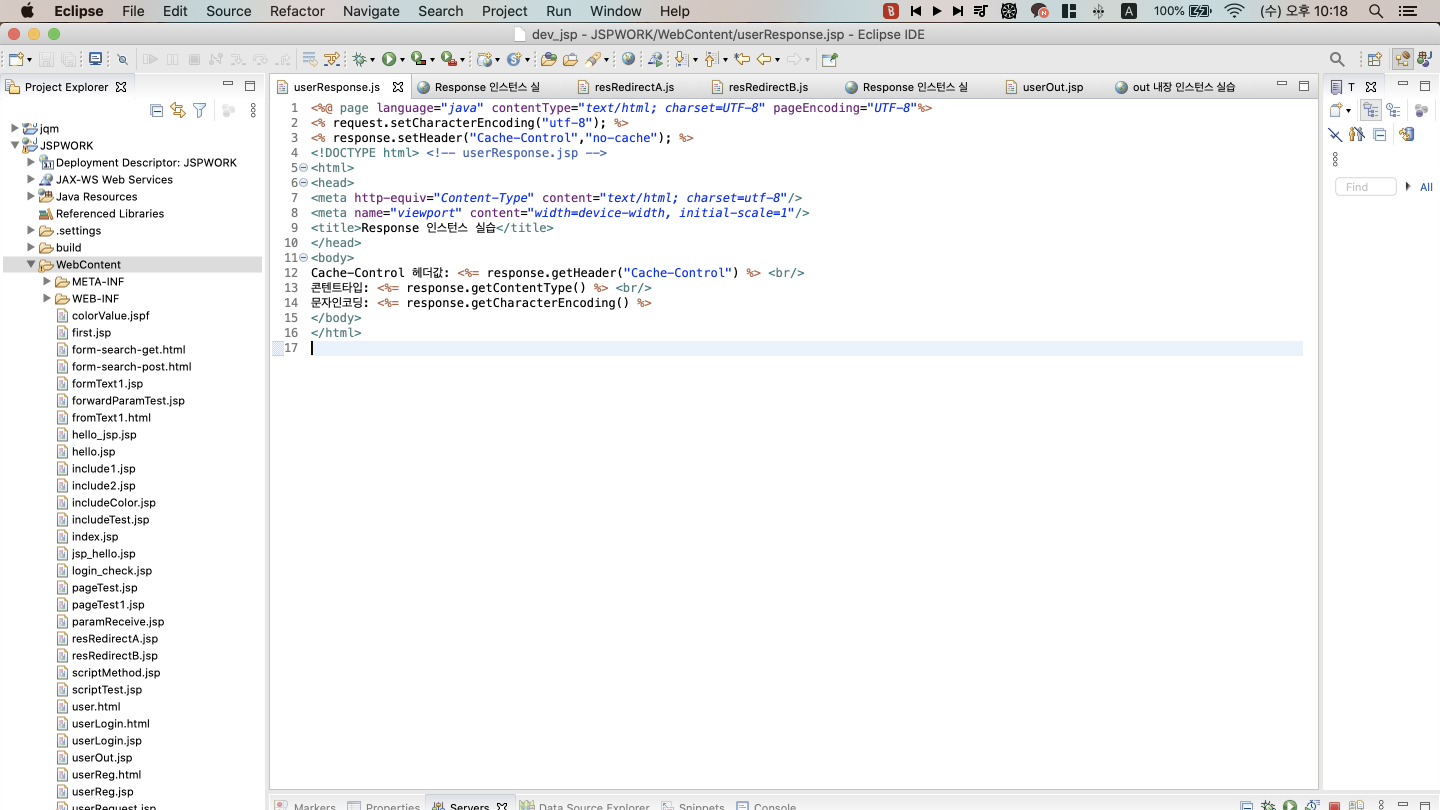 Eclipse File Edit Source Refactor Navigate Search Project Run Window Help 100% (수) 오후 10:18
dev_jsp - JSPWORK/WebContent/userResponse.jsp - Eclipse IDE
Project Explorer
jqm
JSPWORK
Deployment Descriptor: JSPWORK
JAX-WS Web Services
Java Resources
Referenced Libraries
.settings
build
WebContent
META-INF
WEB-INF
colorValue.jspf
first.jsp
form-search-get.html
form-search-post.html
formText1.jsp
forwardParamTest.jsp
fromText1.html
hello_jsp.jsp
hello.jsp
include1.jsp
include2.jsp
includeColor.jsp
includeTest.jsp
index.jsp
jsp_hello.jsp
login_check.jsp
pageTest.jsp
pageTest1.jsp
paramReceive.jsp
resRedirectA.jsp
resRedirectB.jsp
scriptMethod.jsp
scriptTest.jsp
user.html
userLogin.html
userLogin.jsp
userOut.jsp
userReg.html
userReg.jsp
userRequest.jsp
userResponse.js Response 인스턴스 실 resRedirectA.js resRedirectB.js Response 인스턴스 실 userOut.jsp out 내장 인스턴스 실습
1 <%@ page language="java" contentType="text/html; charset=UTF-8" pageEncoding="UTF-8"%>
2 <% request.setCharacterEncoding("utf-8"); %>
3 <% response.setHeader("Cache-Control","no-cache"); %>
4 <!DOCTYPE html> <!-- userResponse.jsp -->
5 <html>
6 <head>
7 <meta http-equiv="Content-Type" content="text/html; charset=utf-8"/>
8 <meta name="viewport" content="width=device-width, initial-scale=1"/>
9 <title>Response 인스턴스 실습</title>
10 </head>
11 <body>
12 Cache-Control 헤더값: <%= response.getHeader("Cache-Control") %> <br/>
13 콘텐트타입: <%= response.getContentType() %> <br/>
14 문자인코딩: <%= response.getCharacterEncoding() %>
15 </body>
16 </html>
17
T
Find All
Markers Properties Servers Data Source Explorer Snippets Console